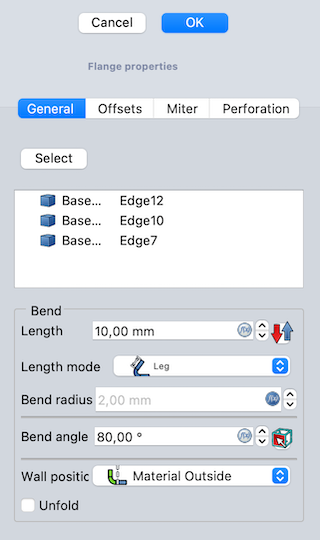 Cancel OK
Flange properties
General Offsets Miter Perforation
Select
Base... Edge12
Base... Edge10
Base... Edge7
Bend
Length 10,00 mm f(x)
Length mode Leg
Bend radius 2,00 mm f(x)
Bend angle 80,00 ° f(x)
Wall positic Material Outside
Unfold